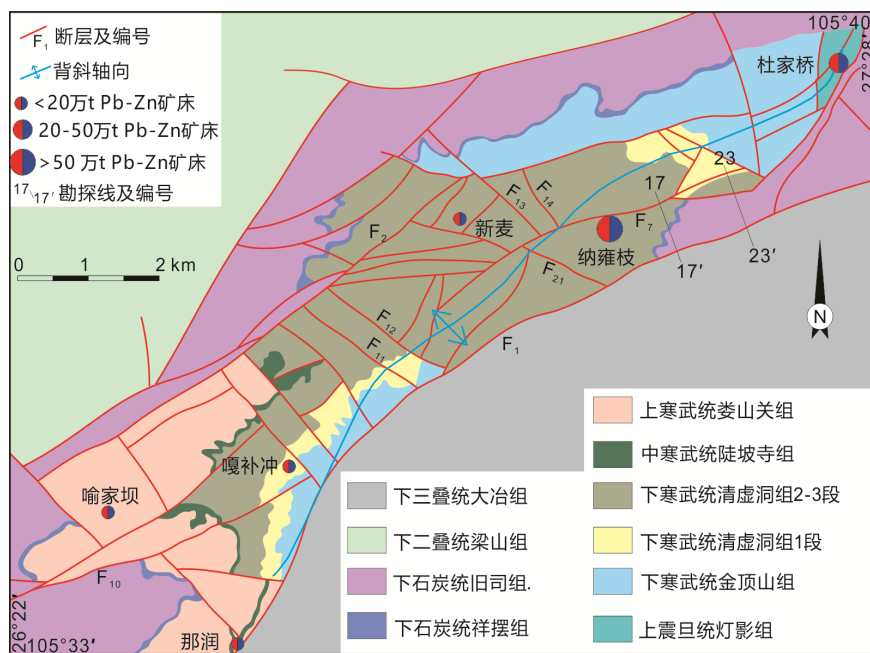 F₁ 断层及编号
背斜轴向
<20万t Pb-Zn矿床
20-50万t Pb-Zn矿床
>50 万t Pb-Zn矿床
17 17′ 勘探线及编号
0 1 2 km
105°40′
27°28′
杜家桥
23
17
F₁₃
F₁₄
新麦
F₂
F₇
纳雍枝
23′
17′
F₂₁
N
F₁₂
F₁₁
F₁
嘎补冲
喻家坝
F₁₀
那润
26°22′
105°33′
上寒武统娄山关组
中寒武统陡坡寺组
下三叠统大冶组
下寒武统清虚洞组2-3段
下二叠统梁山组
下寒武统清虚洞组1段
下石炭统旧司组.
下寒武统金顶山组
下石炭统祥摆组
上震旦统灯影组